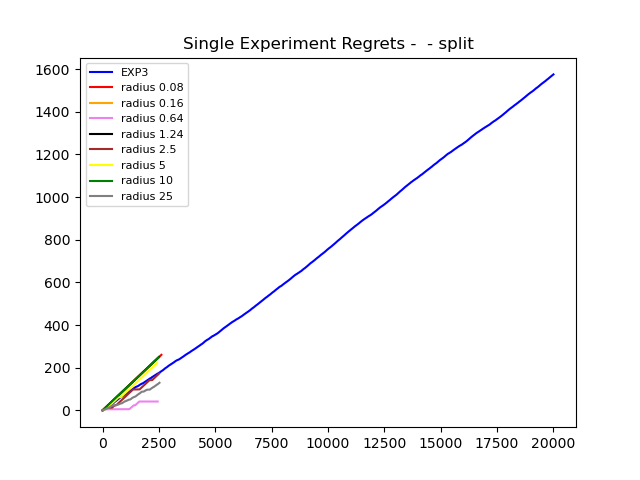 Single Experiment Regrets -  - split
EXP3
radius 0.08
radius 0.16
radius 0.64
radius 1.24
radius 2.5
radius 5
radius 10
radius 25
1600
1400
1200
1000
800
600
400
200
0
0 2500 5000 7500 10000 12500 15000 17500 20000